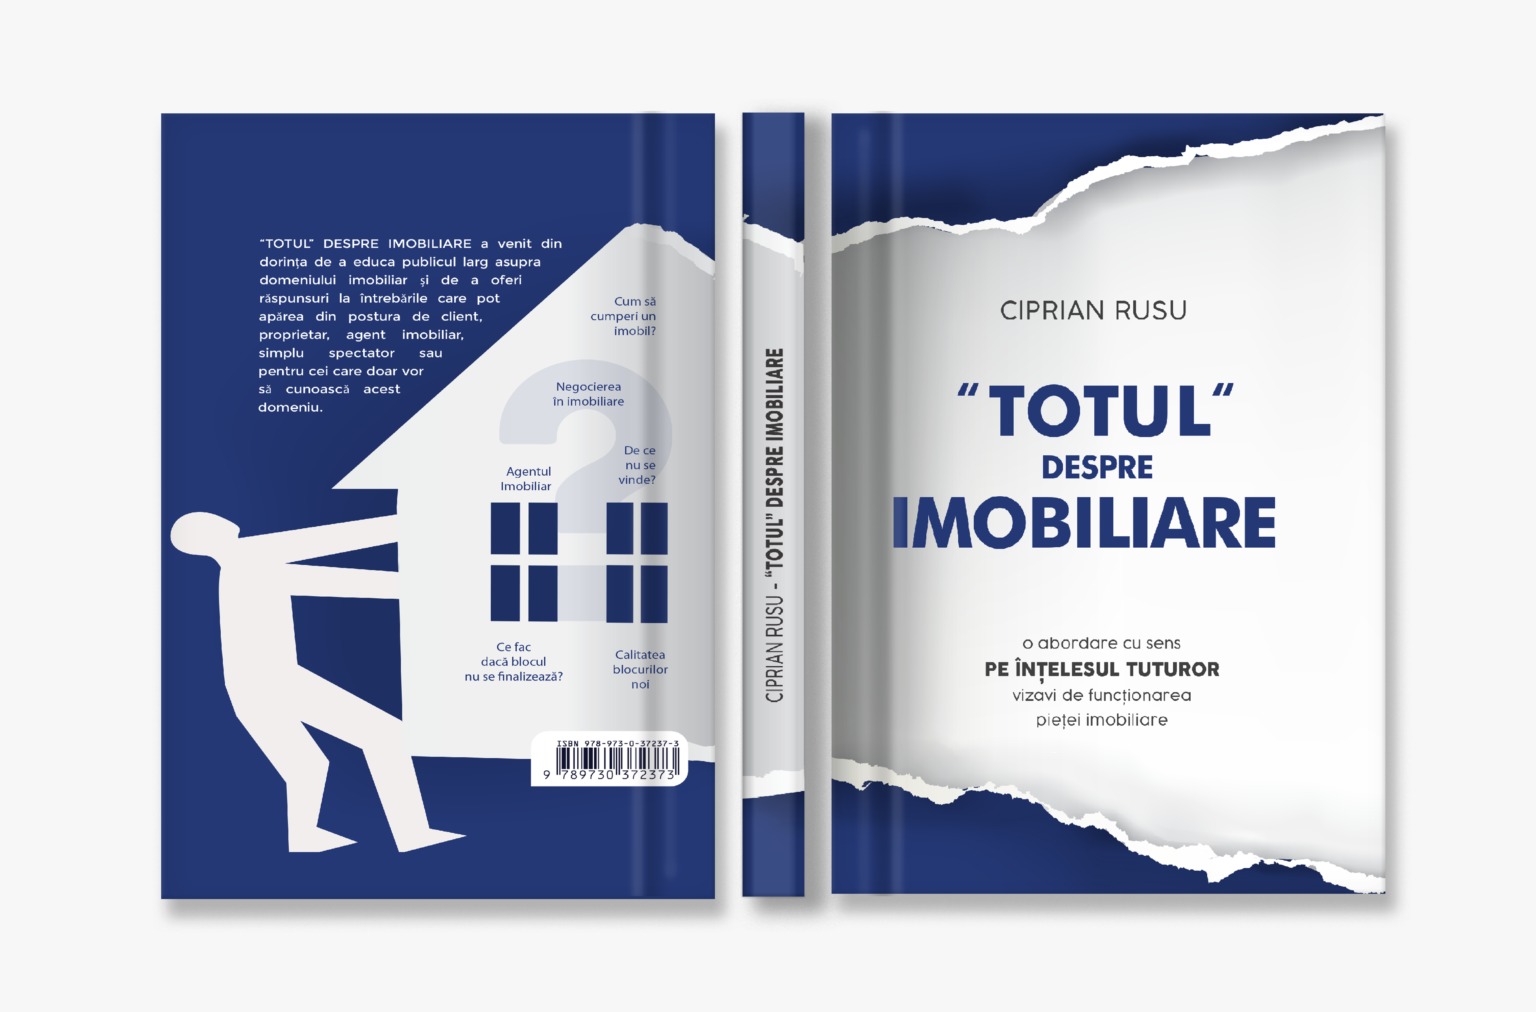 “TOTUL” DESPRE IMOBILIARE a venit din
dorința de a educa publicul larg asupra
domeniului imobiliar și de a oferi
răspunsuri la întrebările care pot
apărea din postura de client,
proprietar, agent imobiliar,
simplu spectator sau
pentru cei care doar vor
să cunoască acest
domeniu.
Cum să
cumperi un
imobil?
Negocierea
în imobiliare
De ce
nu se
vinde?
Agentul
Imobiliar
Ce fac
dacă blocul
nu se finalizează?
Calitatea
blocurilor
noi
ISBN 978-973-0-37237-3
9 789730 372373
CIPRIAN RUSU - “TOTUL” DESPRE IMOBILIARE
CIPRIAN RUSU
“TOTUL“
DESPRE
IMOBILIARE
o abordare cu sens
PE ÎNȚELESUL TUTUROR
vizavi de funcționarea
pieței imobiliare